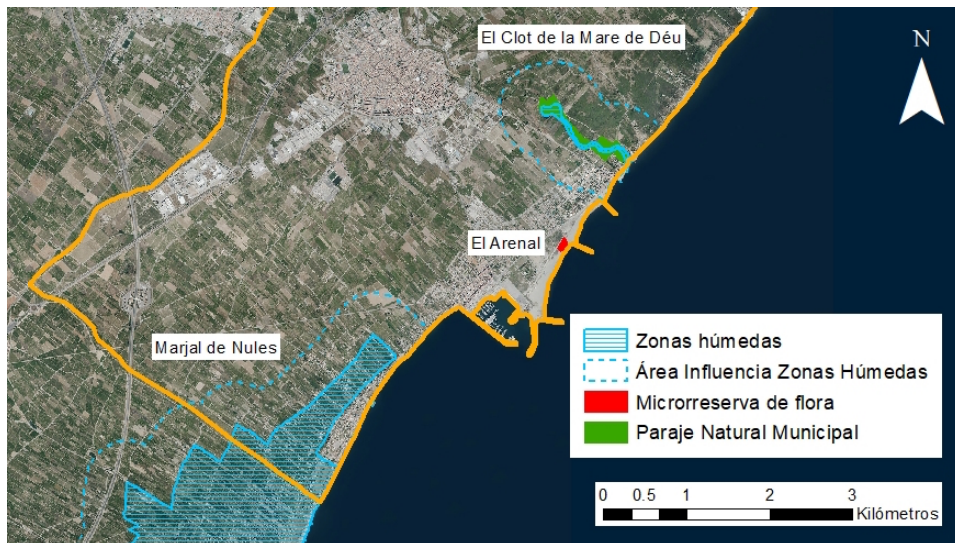 El Clot de la Mare de Déu
N
El Arenal
Marjal de Nules
Zonas húmedas
Área Influencia Zonas Húmedas
Microrreserva de flora
Paraje Natural Municipal
0 0.5 1 2 3
Kilómetros